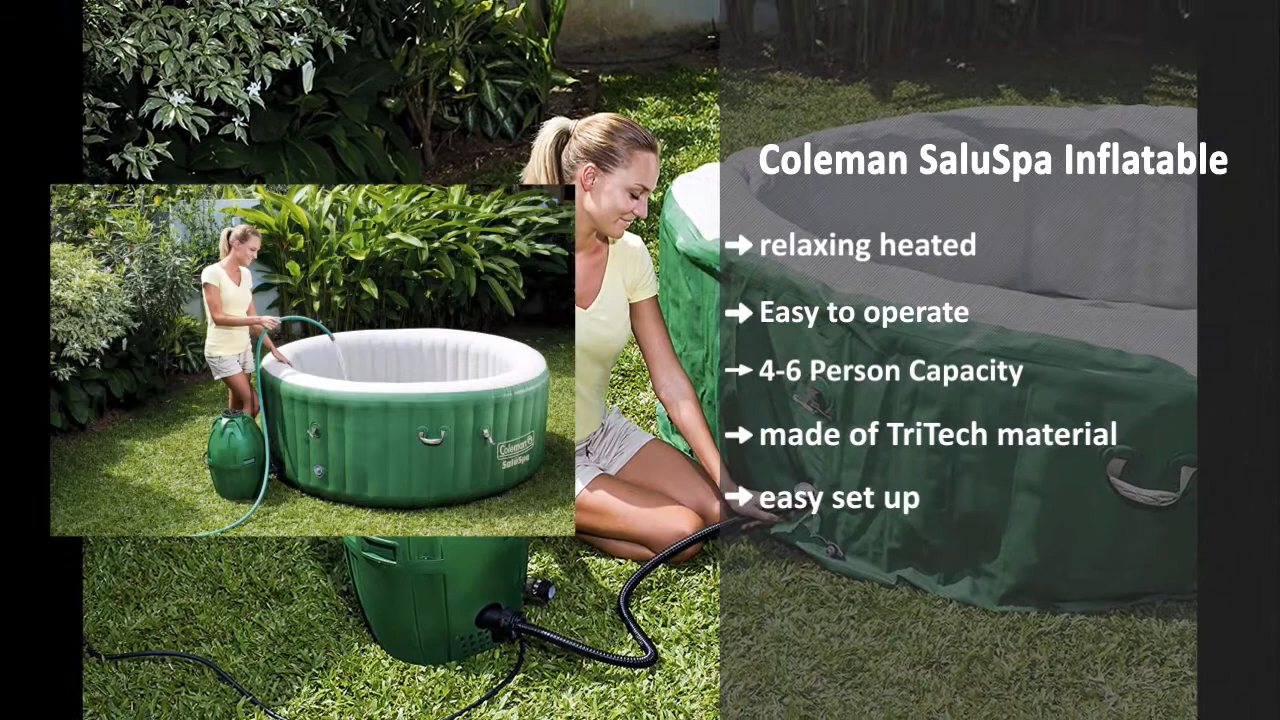 Coleman SaluSpa Inflatable
relaxing heated
Easy to operate
4-6 Person Capacity
made of TriTech material
easy set up
Coleman
SaluSpa